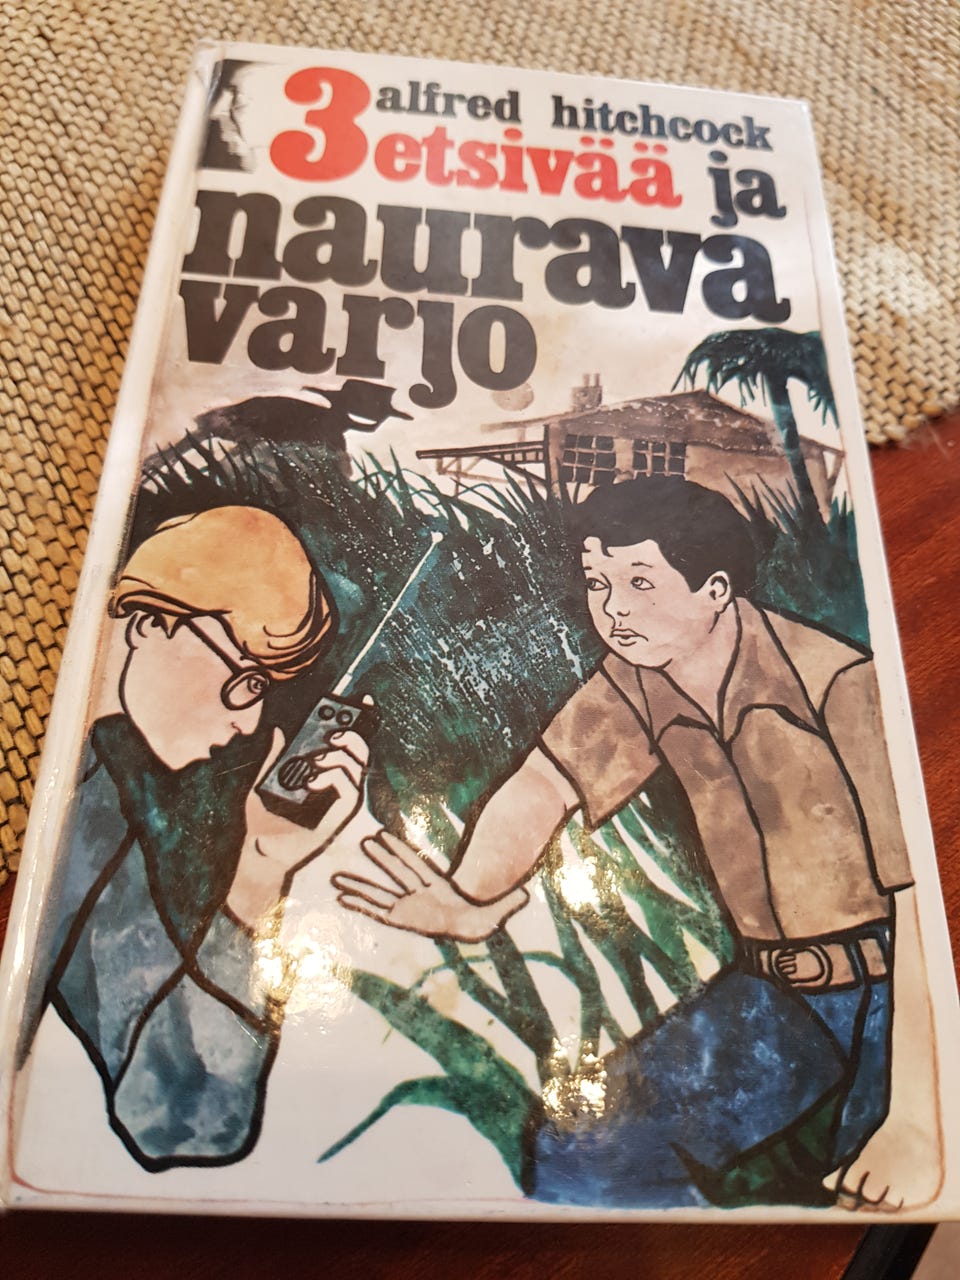 alfred hitchcock
3 etsivää ja
naurava
varjo